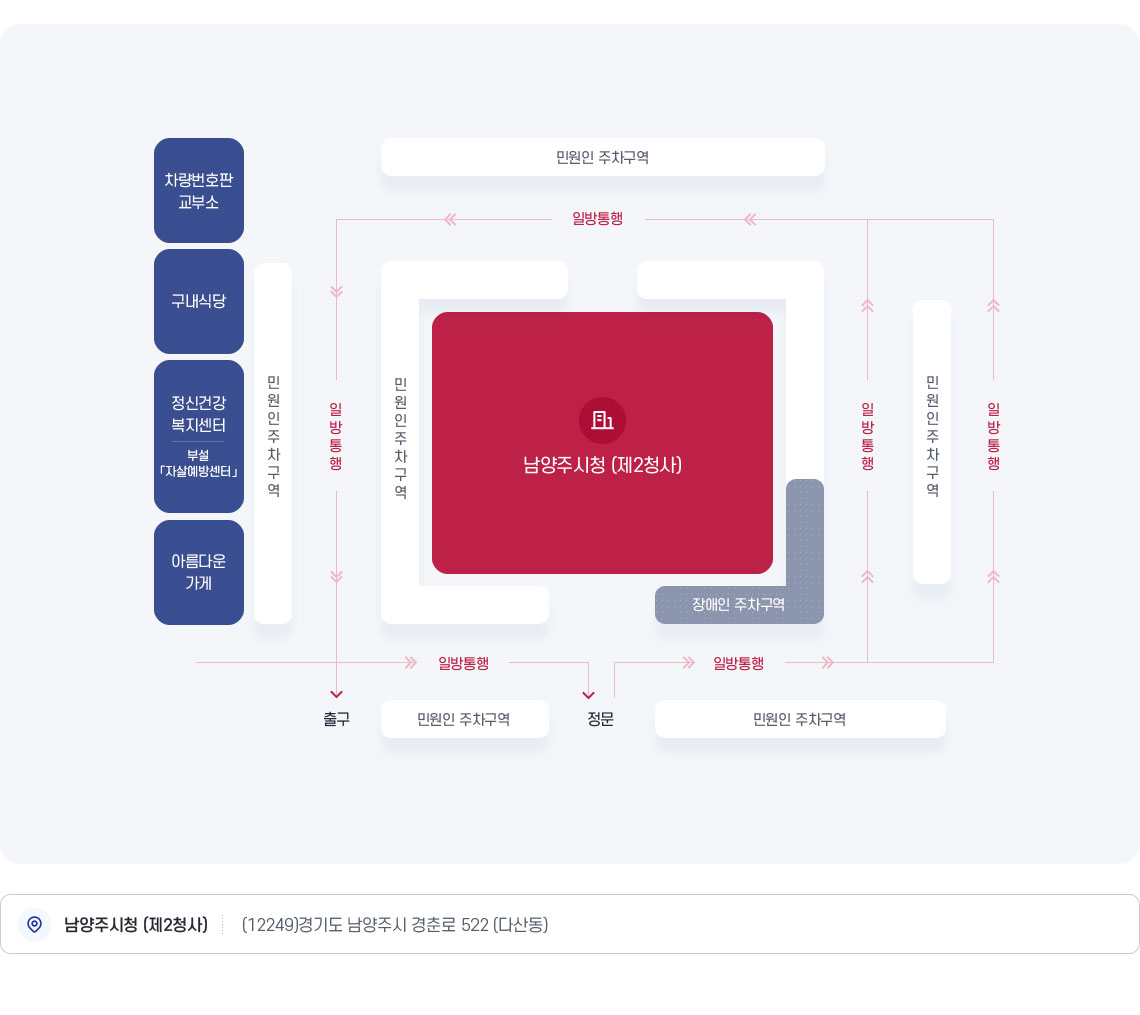 민원인 주차구역
차량번호판
교부소
일방통행
구내식당
정신건강
복지센터
부설
「자살예방센터」
아름다운
가게
민원인주차구역
일방통행
민원인주차구역
남양주시청 (제2청사)
일방통행
민원인주차구역
일방통행
장애인 주차구역
일방통행
일방통행
출구
민원인 주차구역
정문
민원인 주차구역
남양주시청 (제2청사)
(12249)경기도 남양주시 경춘로 522 (다산동)